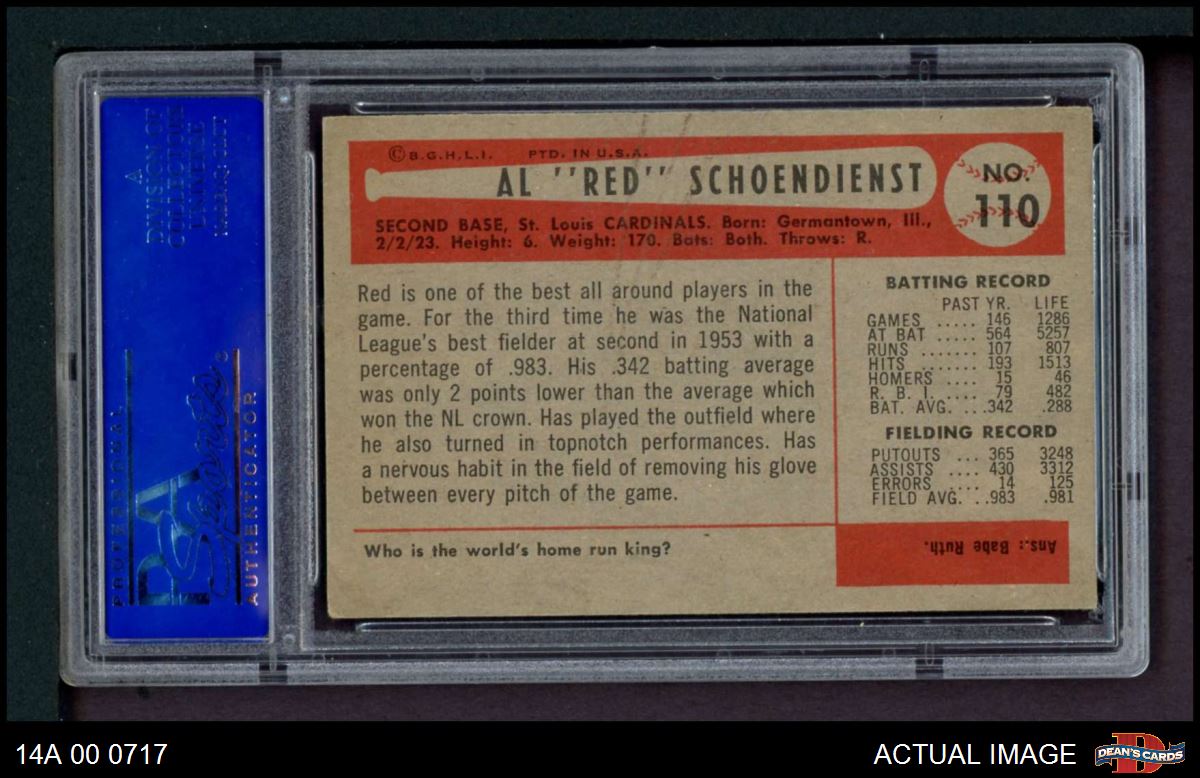 A
DIVISION OF
COLLECTORS
UNIVERSE
NASDAQ: CLCT
PSA
Sports
PROFESSIONAL
AUTHENTICATOR
© B.G.H.L.I. PTD. IN U.S.A.
AL "RED" SCHOENDIENST
NO.
110
SECOND BASE, St. Louis CARDINALS. Born: Germantown, Ill.,
2/2/23. Height: 6. Weight: 170. Bats: Both. Throws: R.
Red is one of the best all around players in the
game. For the third time he was the National
League's best fielder at second in 1953 with a
percentage of .983. His .342 batting average
was only 2 points lower than the average which
won the NL crown. Has played the outfield where
he also turned in topnotch performances. Has
a nervous habit in the field of removing his glove
between every pitch of the game.
BATTING RECORD
PAST YR. LIFE
GAMES ..... 146 1286
AT BAT ..... 564 5257
RUNS ....... 107 807
HITS ........ 193 1513
HOMERS .... 15 46
R. B. I. ..... 79 482
BAT. AVG. . .342 .288
FIELDING RECORD
PUTOUTS ... 365 3248
ASSISTS .... 430 3312
ERRORS .... 14 125
FIELD AVG. . .983 .981
Who is the world's home run king?
Ans.: Babe Ruth.
14A 00 0717
ACTUAL IMAGE
DEAN'S CARDS